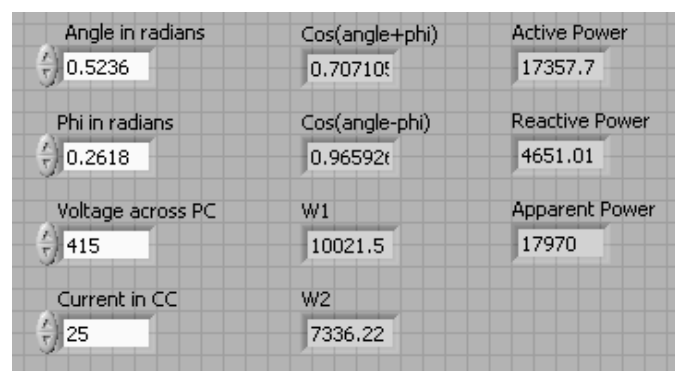 Angle in radians
0.5236
Cos(angle+phi)
0.707105
Active Power
17357.7
Phi in radians
0.2618
Cos(angle-phi)
0.965926
Reactive Power
4651.01
Voltage across PC
415
W1
10021.5
Apparent Power
17970
Current in CC
25
W2
7336.22